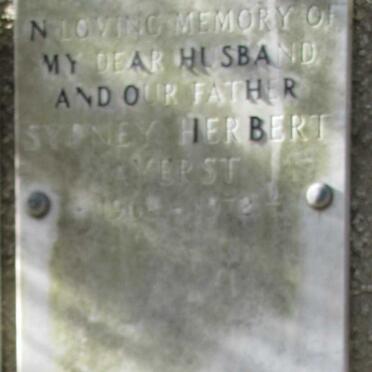 IN LOVING MEMORY OF
MY DEAR HUSBAND
AND OUR FATHER
SYDNEY HERBERT